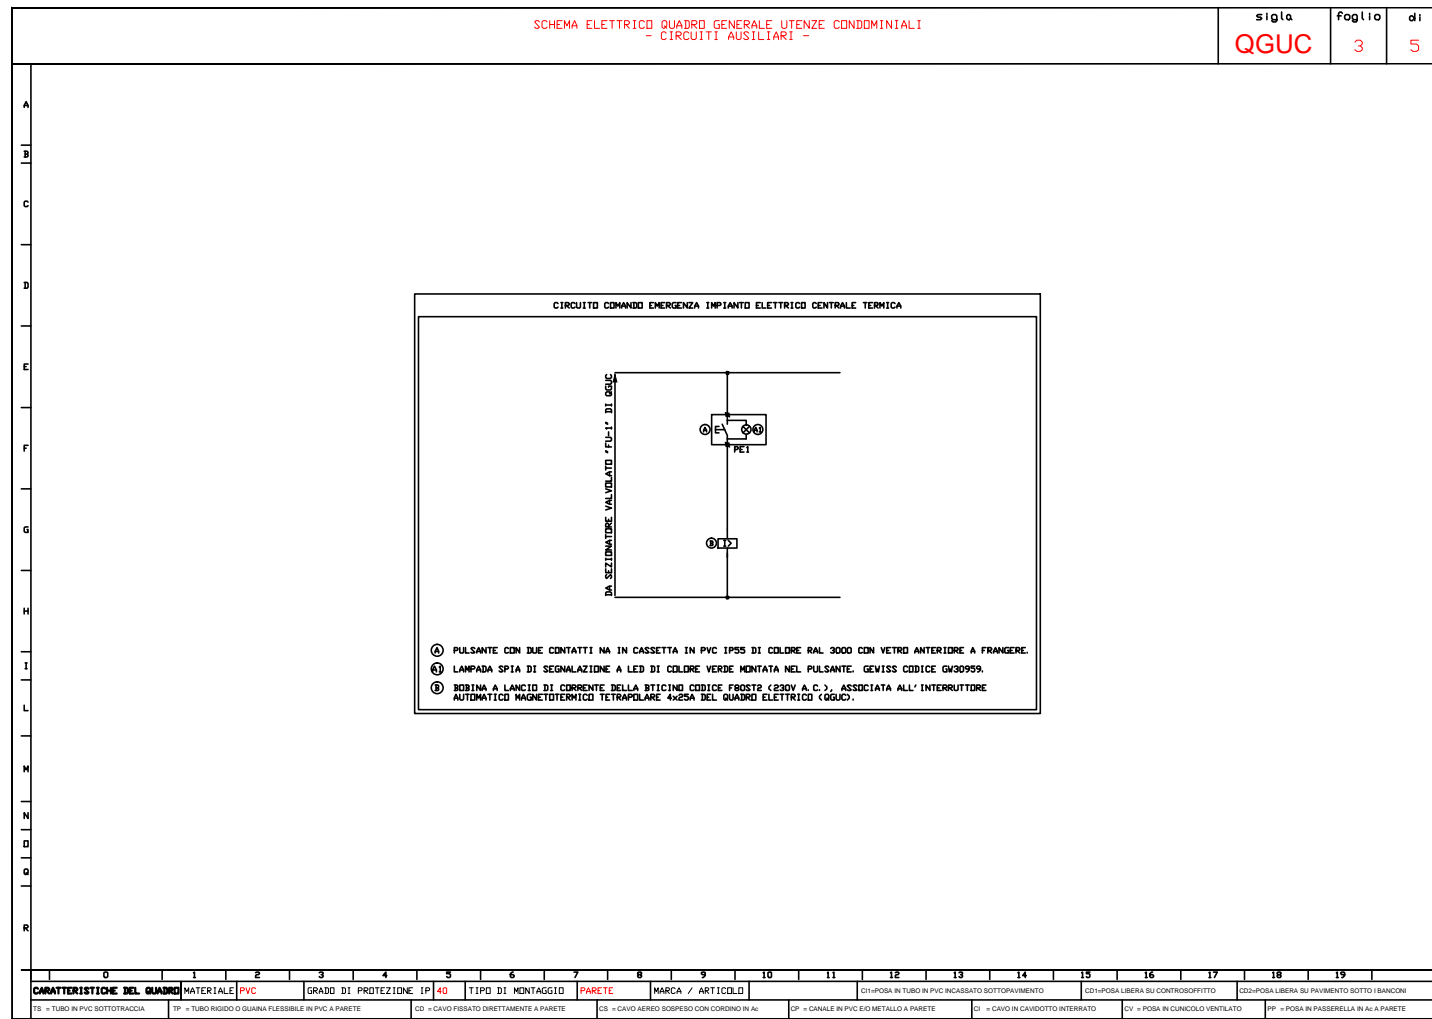 SCHEMA ELETTRICO QUADRO GENERALE UTENZE CONDOMINIALI
- CIRCUITI AUSILIARI -
sigla
foglio
di
QGUC
3
5
A
B
C
D
E
F
G
H
I
L
M
N
O
Q
R
CIRCUITO COMANDO EMERGENZA IMPIANTO ELETTRICO CENTRALE TERMICA
DA SEZIONATORE VALVOLATO "FU-1" DI QGUC
A
A1
PE1
B
I>
A PULSANTE CON DUE CONTATTI NA IN CASSETTA IN PVC IP55 DI COLORE RAL 3000 CON VETRO ANTERIORE A FRANGERE.
A1 LAMPADA SPIA DI SEGNALAZIONE A LED DI COLORE VERDE MONTATA NEL PULSANTE. GEWISS CODICE GW30959.
B BOBINA A LANCIO DI CORRENTE DELLA BTICINO CODICE F80ST2 (230V A.C.), ASSOCIATA ALL'INTERRUTTORE
AUTOMATICO MAGNETOTERMICO TETRAPOLARE 4x25A DEL QUADRO ELETTRICO (QGUC).
0 1 2 3 4 5 6 7 8 9 10 11 12 13 14 15 16 17 18 19
CARATTERISTICHE DEL QUADRO MATERIALE PVC GRADO DI PROTEZIONE IP 40 TIPO DI MONTAGGIO PARETE MARCA / ARTICOLO CI1=POSA IN TUBO IN PVC INCASSATO SOTTOPAVIMENTO CD1=POSA LIBERA SU CONTROSOFFITTO CD2=POSA LIBERA SU PAVIMENTO SOTTO I BANCONI
TS = TUBO IN PVC SOTTOTRACCIA TP = TUBO RIGIDO O GUAINA FLESSIBILE IN PVC A PARETE CD = CAVO FISSATO DIRETTAMENTE A PARETE CS = CAVO AEREO SOSPESO CON CORDINO IN Ac CP = CANALE IN PVC E/O METALLO A PARETE CI = CAVO IN CAVIDOTTO INTERRATO CV = POSA IN CUNICOLO VENTILATO PP = POSA IN PASSERELLA IN Ac A PARETE